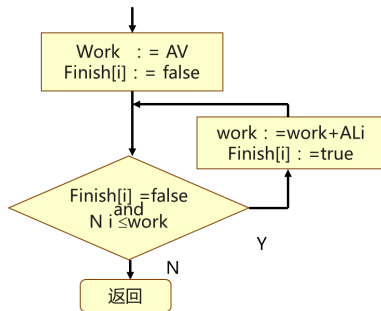 Work : = AV
Finish[i] : = false
work : =work+ALi
Finish[i] : =true
Finish[i] =false
and
N i ≤work
Y
N
返回